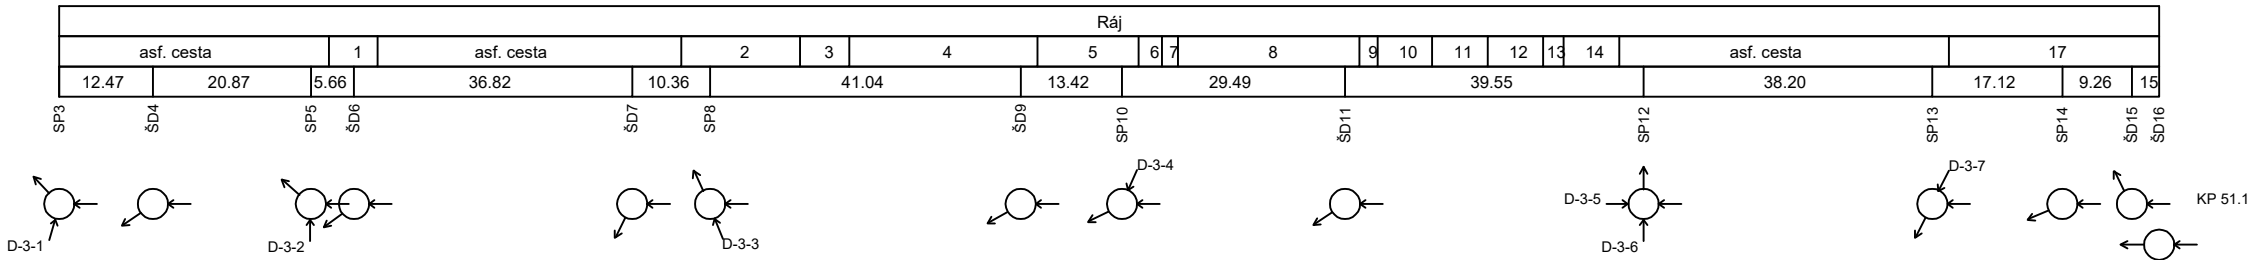 Ráj
asf. cesta 1 asf. cesta 2 3 4 5 6 7 8 9 10 11 12 13 14 asf. cesta 17
12.47 20.87 5.66 36.82 10.36 41.04 13.42 29.49 39.55 38.20 17.12 9.26 15
SP3 ŠD4 SP5 ŠD6 ŠD7 SP8 ŠD9 SP10 ŠD11 SP12 SP13 SP14 ŠD15 ŠD16
D-3-4 D-3-7
D-3-5 KP 51.1
D-3-1 D-3-2 D-3-3 D-3-6